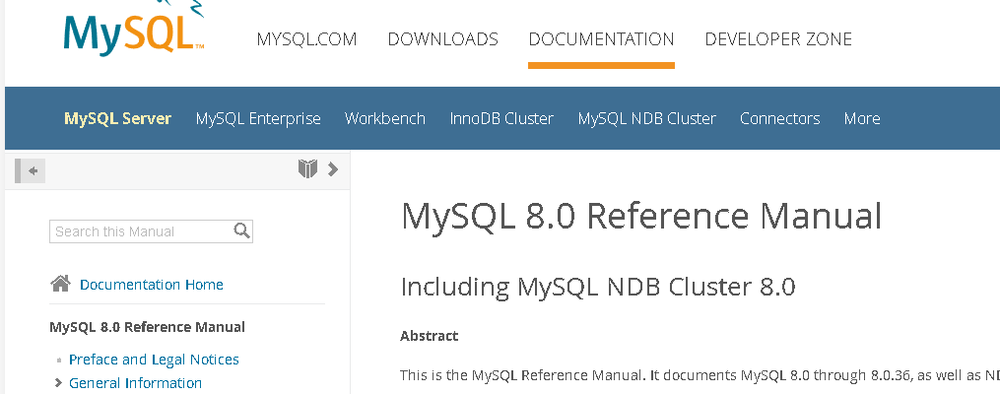 MySQL™
MYSQL.COM DOWNLOADS DOCUMENTATION DEVELOPER ZONE
MySQL Server MySQL Enterprise Workbench InnoDB Cluster MySQL NDB Cluster Connectors More
Search this Manual
Documentation Home
MySQL 8.0 Reference Manual
Preface and Legal Notices
General Information
MySQL 8.0 Reference Manual
Including MySQL NDB Cluster 8.0
Abstract
This is the MySQL Reference Manual. It documents MySQL 8.0 through 8.0.36, as well as